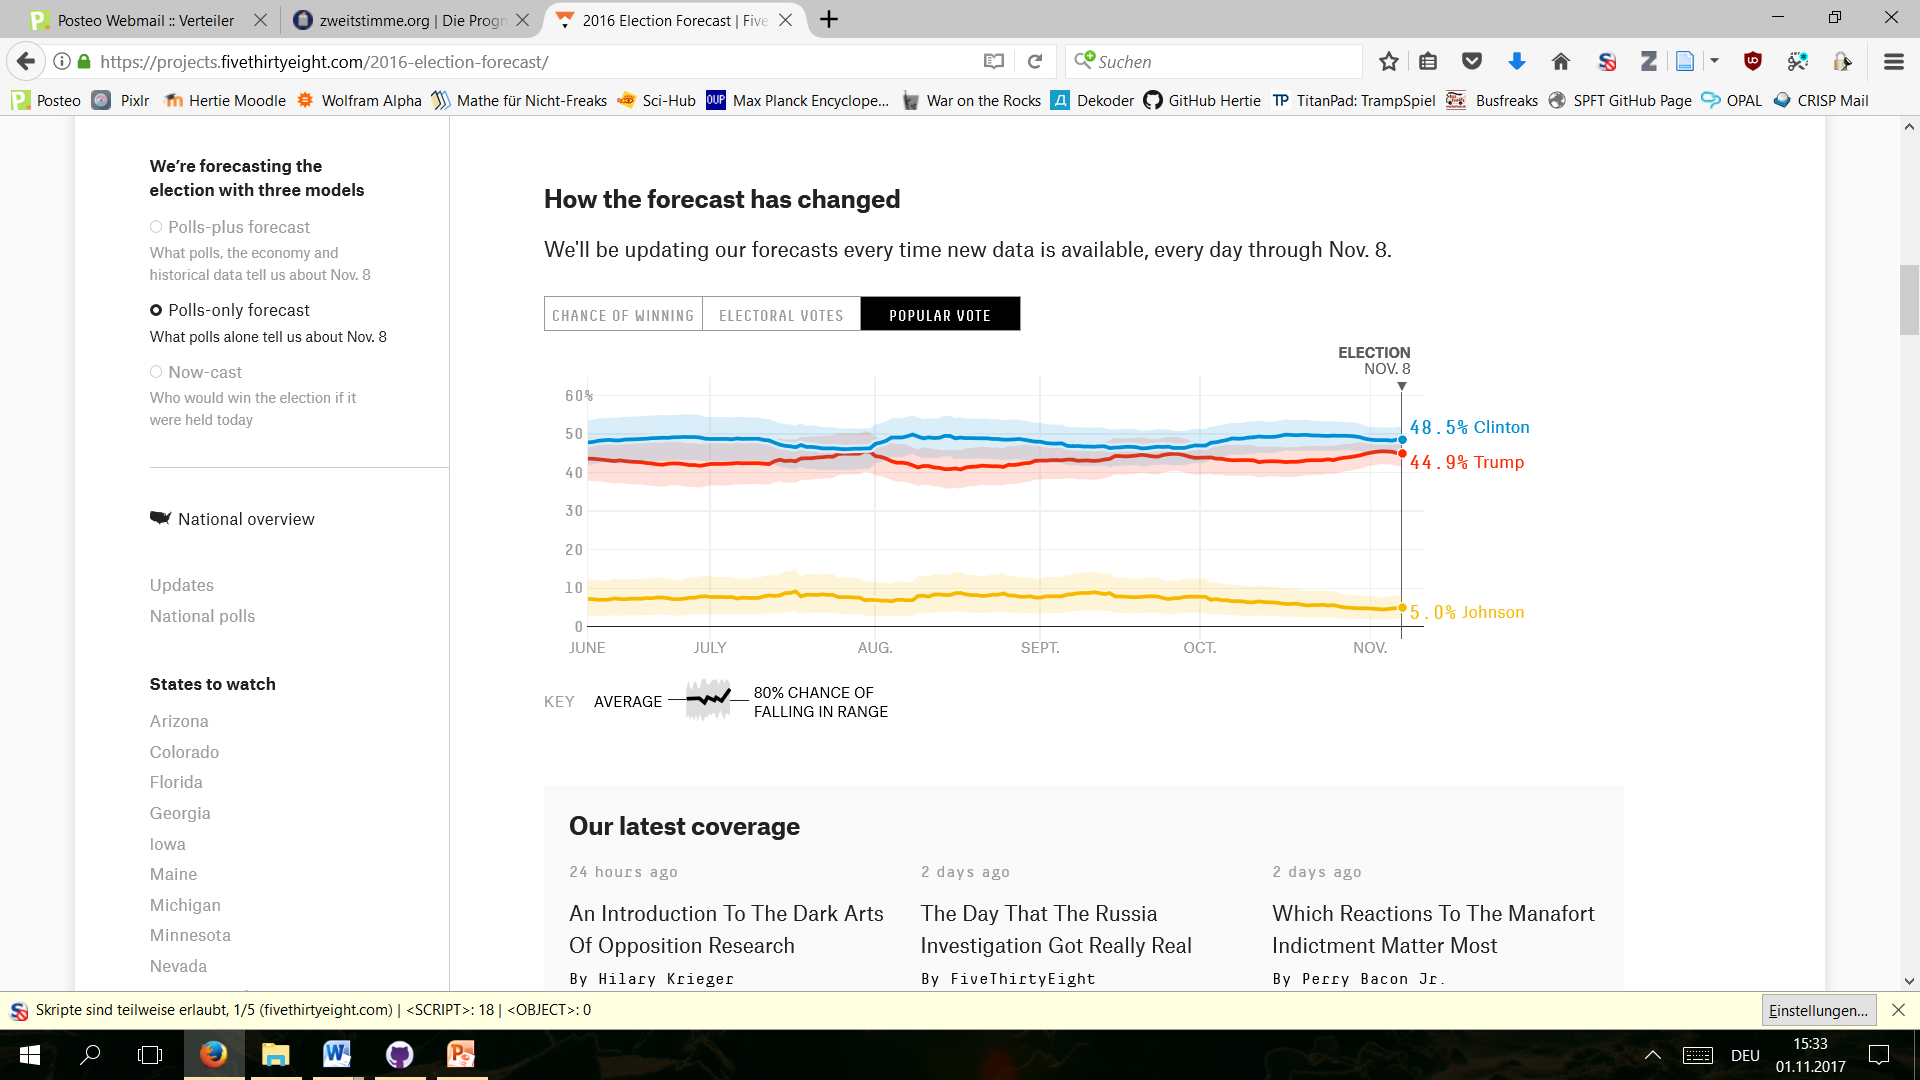 Posteo Webmail :: Verteiler
zweitstimme.org | Die Progn
2016 Election Forecast | Five
https://projects.fivethirtyeight.com/2016-election-forecast/
Suchen
Posteo
Pixlr
Hertie Moodle
Wolfram Alpha
Mathe für Nicht-Freaks
Sci-Hub
OUP Max Planck Encyclope...
War on the Rocks
Д Dekoder
GitHub Hertie
TP TitanPad: TrampSpiel
Busfreaks
SPFT GitHub Page
OPAL
CRISP Mail
We're forecasting the
election with three models
Polls-plus forecast
What polls, the economy and
historical data tell us about Nov. 8
Polls-only forecast
What polls alone tell us about Nov. 8
Now-cast
Who would win the election if it
were held today
National overview
Updates
National polls
States to watch
Arizona
Colorado
Florida
Georgia
Iowa
Maine
Michigan
Minnesota
Nevada
How the forecast has changed
We'll be updating our forecasts every time new data is available, every day through Nov. 8.
CHANCE OF WINNING
ELECTORAL VOTES
POPULAR VOTE
ELECTION
NOV. 8
60%
50
40
30
20
10
0
48.5% Clinton
44.9% Trump
5.0% Johnson
JUNE
JULY
AUG.
SEPT.
OCT.
NOV.
KEY
AVERAGE
80% CHANCE OF
FALLING IN RANGE
Our latest coverage
24 hours ago
An Introduction To The Dark Arts
Of Opposition Research
By Hilary Krieger
2 days ago
The Day That The Russia
Investigation Got Really Real
By FiveThirtyEight
2 days ago
Which Reactions To The Manafort
Indictment Matter Most
By Perry Bacon Jr.
Skripte sind teilweise erlaubt, 1/5 (fivethirtyeight.com) | <SCRIPT>: 18 | <OBJECT>: 0
Einstellungen...
DEU
15:33
01.11.2017